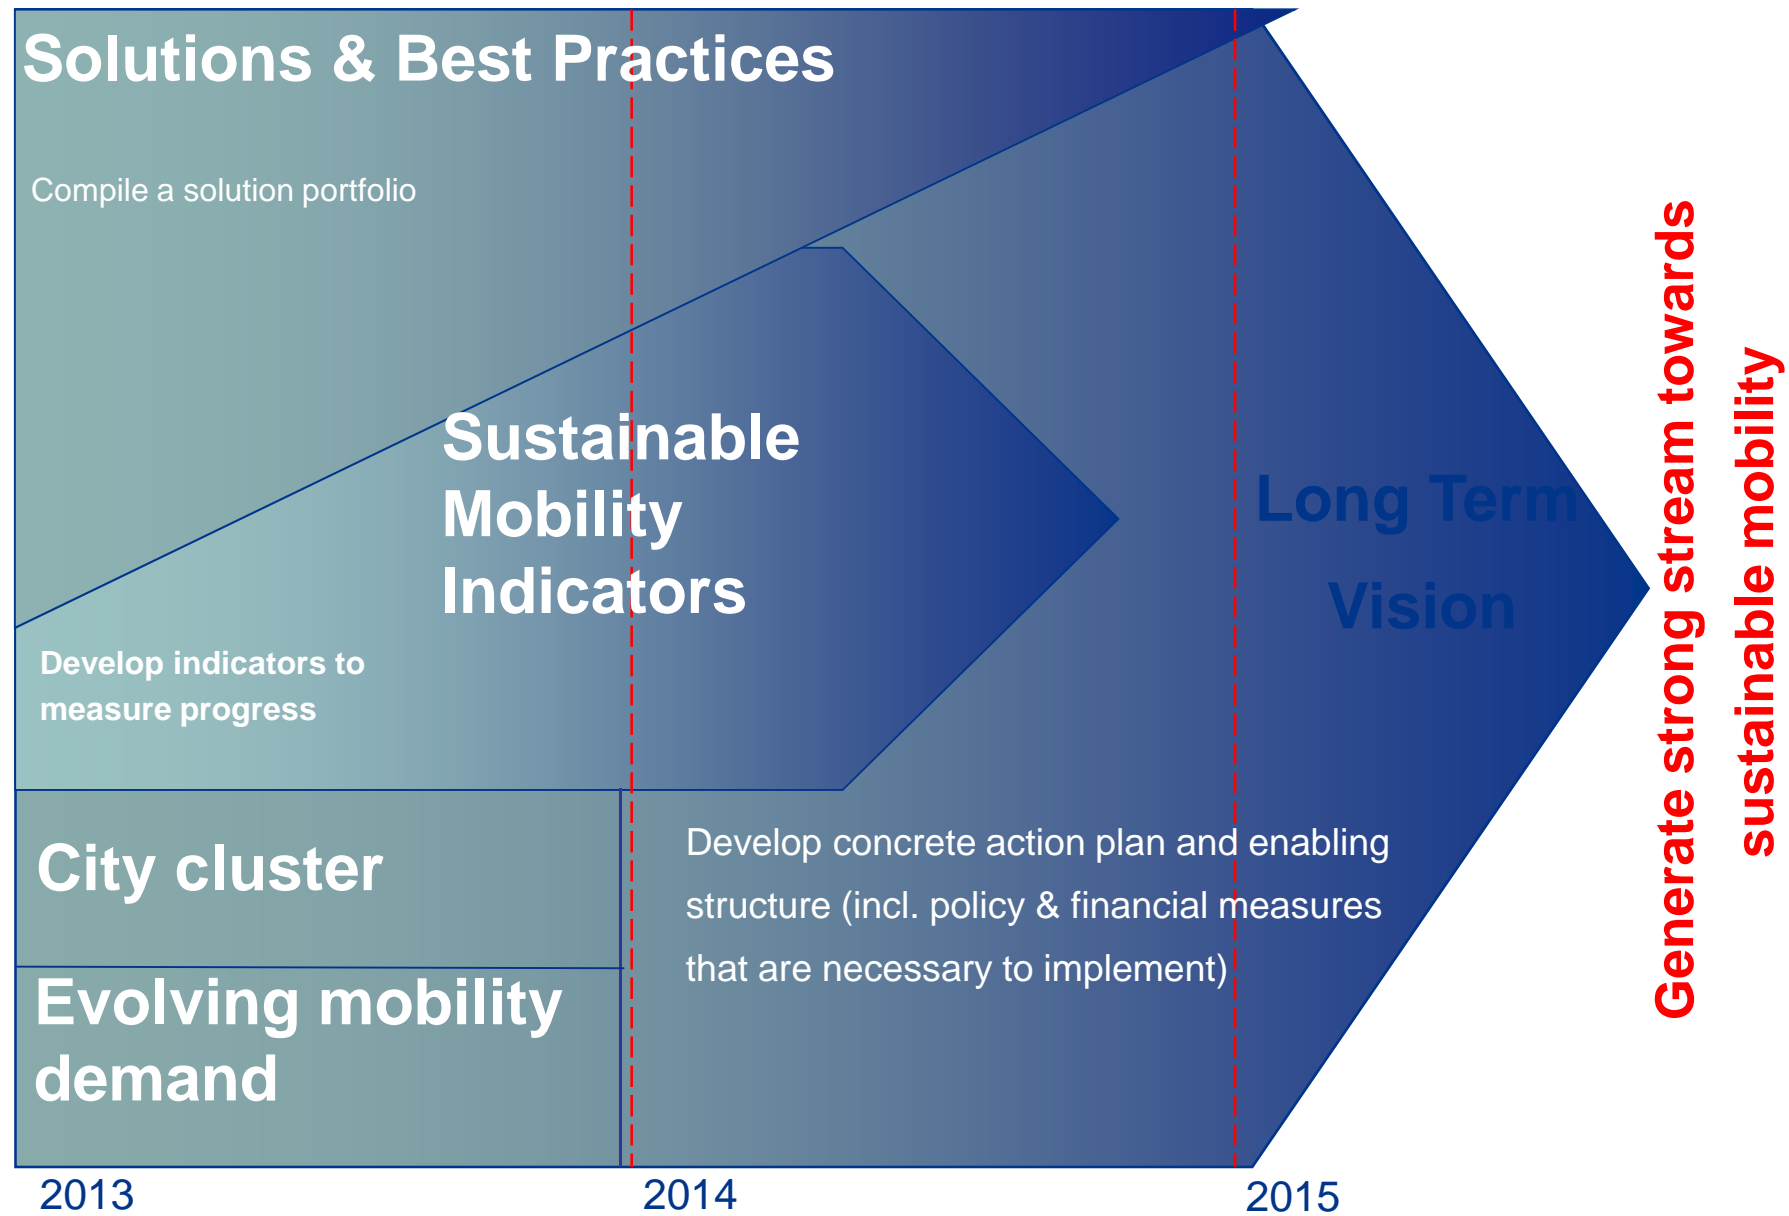 Solutions & Best Practices
Compile a solution portfolio
Sustainable
Mobility
Indicators
Develop indicators to
measure progress
City cluster
Evolving mobility
demand
Develop concrete action plan and enabling
structure (incl. policy & financial measures
that are necessary to implement)
Long Term
Vision
Generate strong stream towards
sustainable mobility
2013
2014
2015